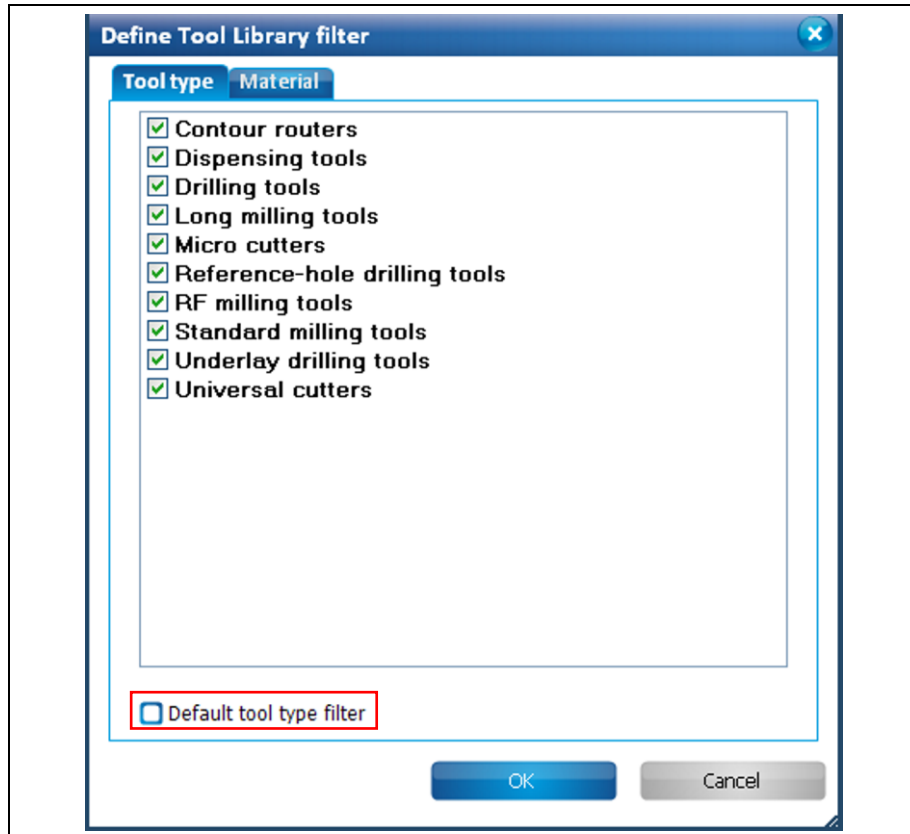 Define Tool Library filter
Tool type Material
Contour routers
Dispensing tools
Drilling tools
Long milling tools
Micro cutters
Reference-hole drilling tools
RF milling tools
Standard milling tools
Underlay drilling tools
Universal cutters
Default tool type filter
OK Cancel